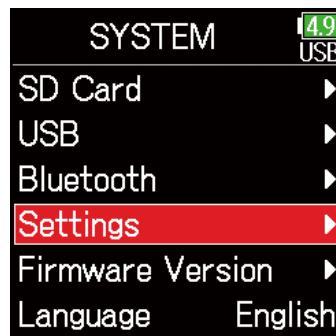 SYSTEM 4.9
USB
SD Card
USB
Bluetooth
Settings
Firmware Version
Language English